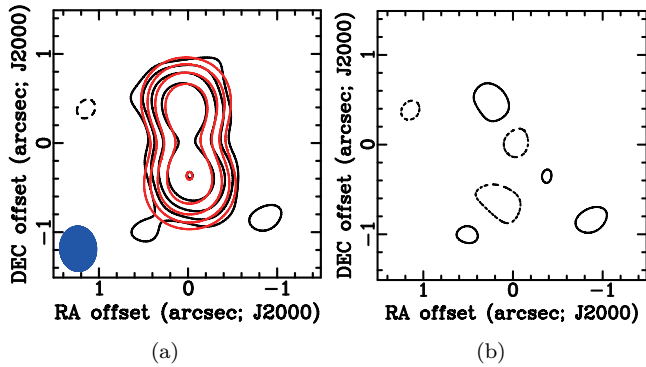 DEC offset (arcsec; J2000)
1
0
−1
1
0
−1
RA offset (arcsec; J2000)
(a)
DEC offset (arcsec; J2000)
1
0
−1
1
0
−1
RA offset (arcsec; J2000)
(b)